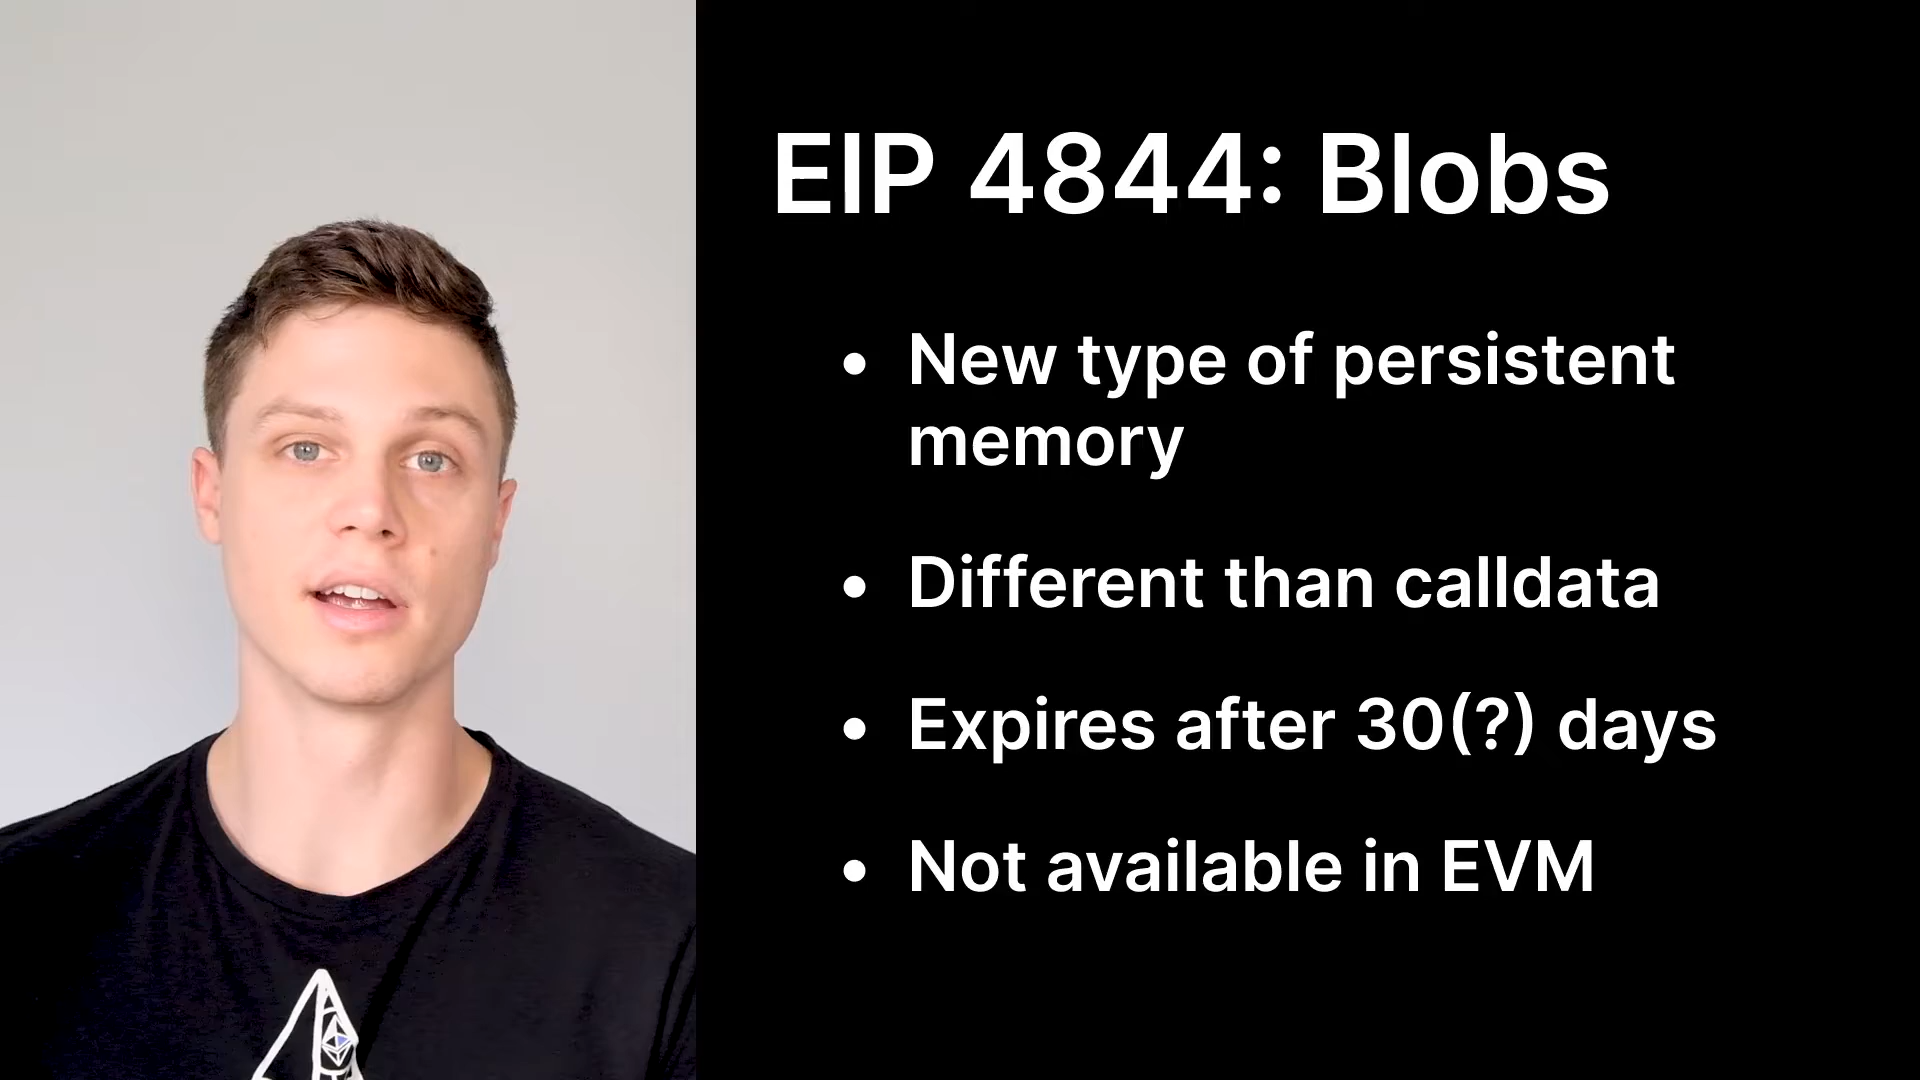 EIP 4844: Blobs
• New type of persistent
memory
• Different than calldata
• Expires after 30(?) days
• Not available in EVM